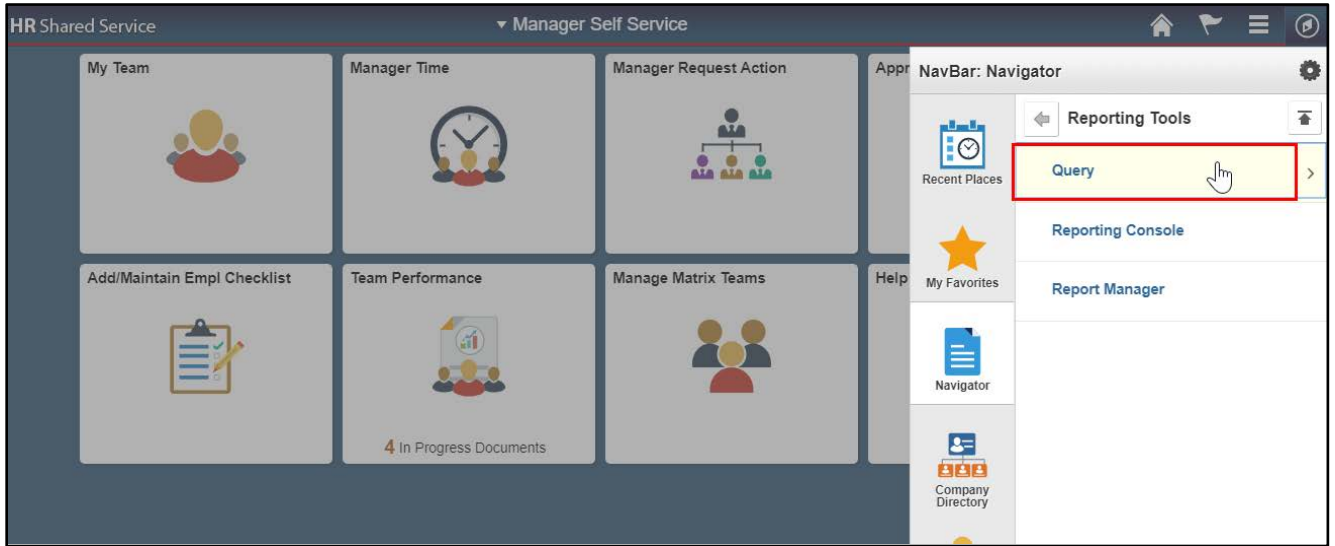 HR Shared Service
▾ Manager Self Service
My Team
Manager Time
Manager Request Action
Appr
NavBar: Navigator
Recent Places
Reporting Tools
Query
Reporting Console
Report Manager
My Favorites
Add/Maintain Empl Checklist
Team Performance
4 In Progress Documents
Manage Matrix Teams
Help
Navigator
Company
Directory